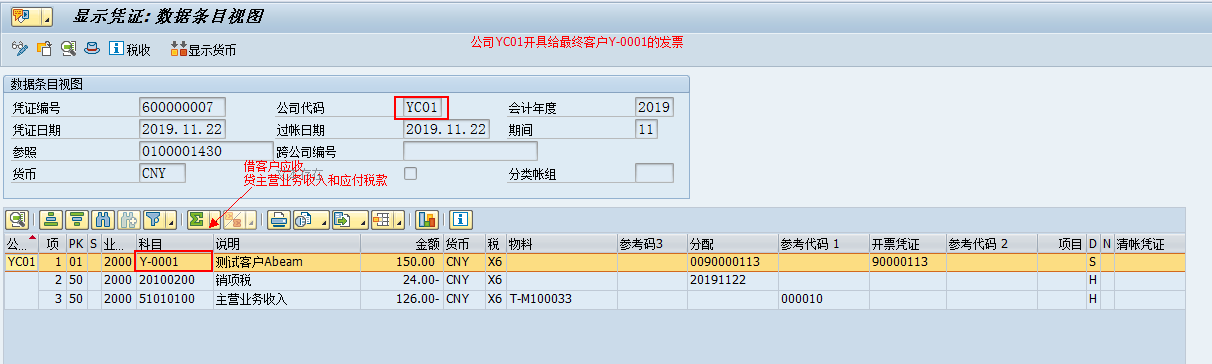 显示凭证: 数据条目视图
税收 显示货币
公司YC01开具给最终客户Y-0001的发票
数据条目视图
凭证编号 600000007 公司代码 YC01 会计年度 2019
凭证日期 2019.11.22 过帐日期 2019.11.22 期间 11
参照 0100001430 跨公司编号
货币 CNY 分类帐组
借客户应收
贷主营业务收入和应付税款
公… 项 PK S 业… 科目 说明 金额 货币 税 物料 参考码3 分配 参考代码 1 开票凭证 参考代码 2 项目 D N 清帐凭证
YC01 1 01 2000 Y-0001 测试客户Abeam 150.00 CNY X6 0090000113 90000113 S
2 50 2000 20100200 销项税 24.00- CNY X6 20191122 H
3 50 2000 51010100 主营业务收入 126.00- CNY X6 T-M100033 000010 H